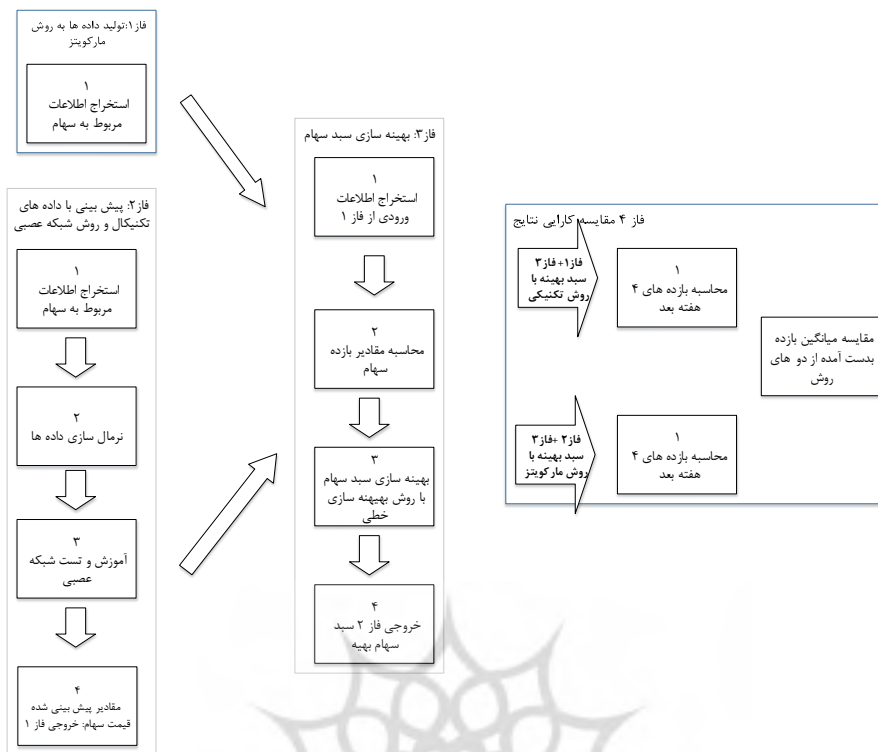 فاز۱:تولید داده ها به روش
مارکویتز
۱
استخراج اطلاعات
مربوط به سهام
فاز۲: پیش بینی با داده های
تکنیکال و روش شبکه عصبی
۱
استخراج اطلاعات
مربوط به سهام
۲
نرمال سازی داده ها
۳
آموزش و تست شبکه
عصبی
۴
مقادیر پیش بینی شده
قیمت سهام: خروجی فاز ۱
فاز۳: بهینه سازی سبد سهام
۱
استخراج اطلاعات
ورودی از فاز ۱
۲
محاسبه مقادیر بازده
سهام
۳
بهینه سازی سبد سهام
با روش بهیهنه سازی
خطی
۴
خروجی فاز ۲ سبد
سهام بهیه
فاز ۴ مقایسه کارایی نتایج
فاز۱+فاز۳
سبد بهینه با
روش تکنیکی
۱
محاسبه بازده های ۴
هفته بعد
مقایسه میانگین بازده
بدست آمده از دو های
روش
فاز۲ +فاز۳
سبد بهینه با
روش مارکویتز
۱
محاسبه بازده های ۴
هفته بعد